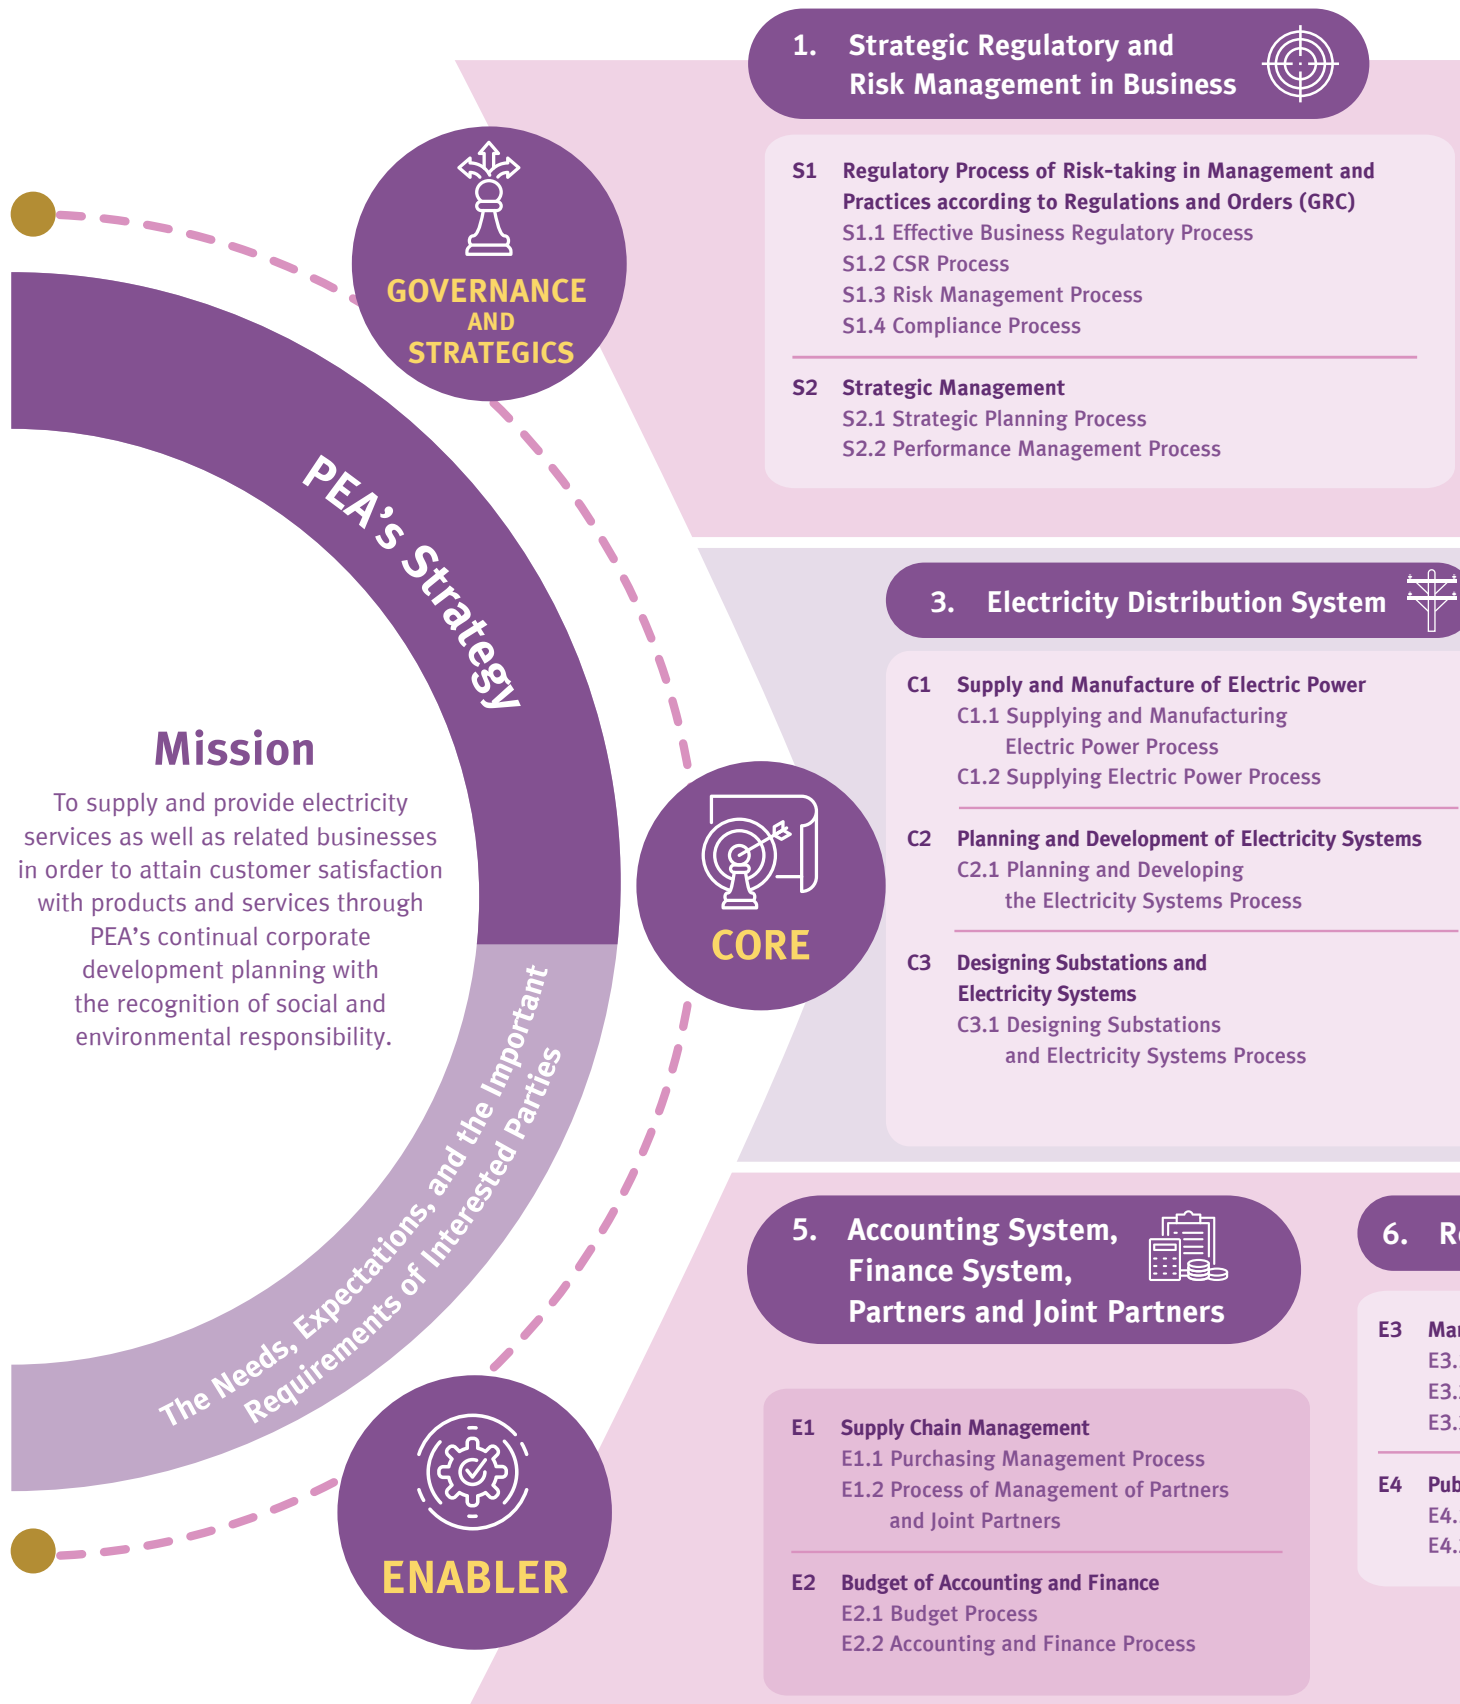 1. Strategic Regulatory and
Risk Management in Business
S1 Regulatory Process of Risk-taking in Management and
Practices according to Regulations and Orders (GRC)
S1.1 Effective Business Regulatory Process
S1.2 CSR Process
S1.3 Risk Management Process
S1.4 Compliance Process
S2 Strategic Management
S2.1 Strategic Planning Process
S2.2 Performance Management Process
GOVERNANCE
AND
STRATEGICS
PEA's Strategy
Mission
To supply and provide electricity
services as well as related businesses
in order to attain customer satisfaction
with products and services through
PEA's continual corporate
development planning with
the recognition of social and
environmental responsibility.
The Needs, Expectations, and the Important
Requirements of Interested Parties
3. Electricity Distribution System
CORE
C1 Supply and Manufacture of Electric Power
C1.1 Supplying and Manufacturing
Electric Power Process
C1.2 Supplying Electric Power Process
C2 Planning and Development of Electricity Systems
C2.1 Planning and Developing
the Electricity Systems Process
C3 Designing Substations and
Electricity Systems
C3.1 Designing Substations
and Electricity Systems Process
ENABLER
5. Accounting System,
Finance System,
Partners and Joint Partners
E1 Supply Chain Management
E1.1 Purchasing Management Process
E1.2 Process of Management of Partners
and Joint Partners
E2 Budget of Accounting and Finance
E2.1 Budget Process
E2.2 Accounting and Finance Process
6.
E3
E4